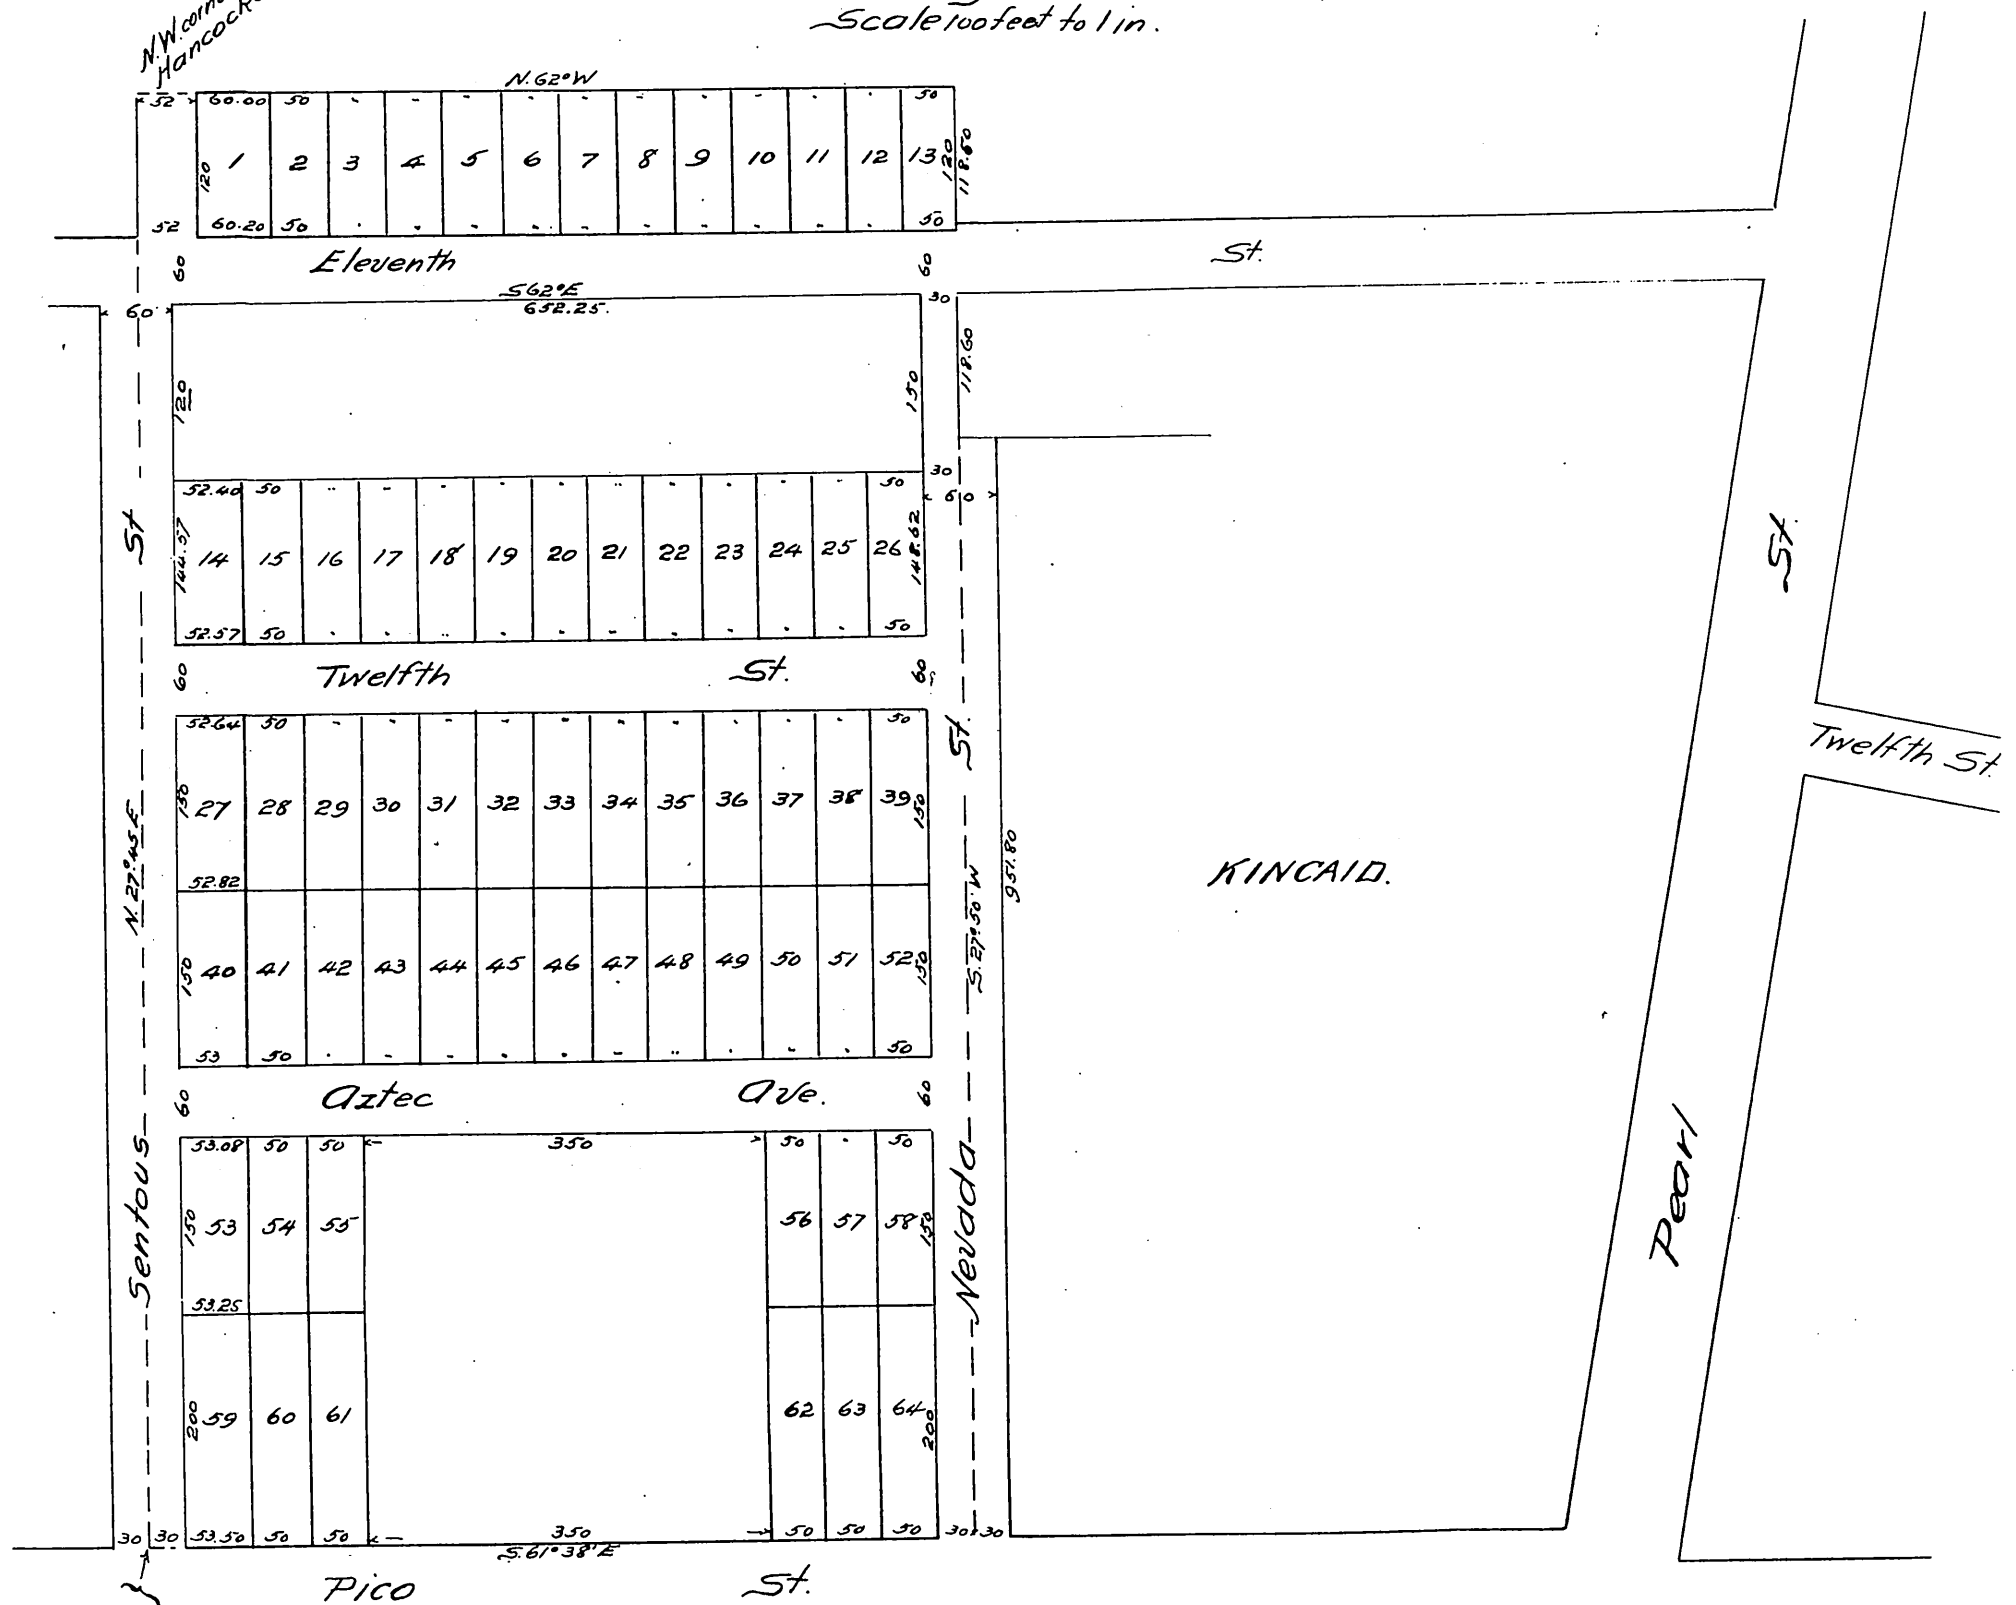 N.W. corn
Hancock
Scale 100 feet to 1 in.
N. 62° W
52 60.00 50 " " " " " " " " " " 50
120 1 2 3 4 5 6 7 8 9 10 11 12 13 120 118.60
52 60.20 50 " " " " " " " " " " 50
60 Eleventh 60 St.
S 62° E
60 652.25. 30
120 150 118.60
30
52.40 50 " " " " " " " " " " 50 60
144.57 14 15 16 17 18 19 20 21 22 23 24 25 26 148.62
52.57 50 " " " " " " " " " " 50
60 Twelfth St. 60
52.64 50 " " " " " " " " " " 50
Twelfth St.
150 27 28 29 30 31 32 33 34 35 36 37 38 39 150
52.82
KINCAID.
951.80
150 40 41 42 43 44 45 46 47 48 49 50 51 52 150
53 50 " " " " " " " " " " 50
60 Aztec Ave. 60
53.08 50 50 350 50 " 50
150 53 54 55 56 57 58 150
53.25
200 59 60 61 62 63 64 200
30 30 53.50 50 50 350 50 50 50 30 30
S. 61° 38' E
Pico St.
Sentous N. 27° 45 E St
Nevada S. 27° 50' W St.
Pearl St.